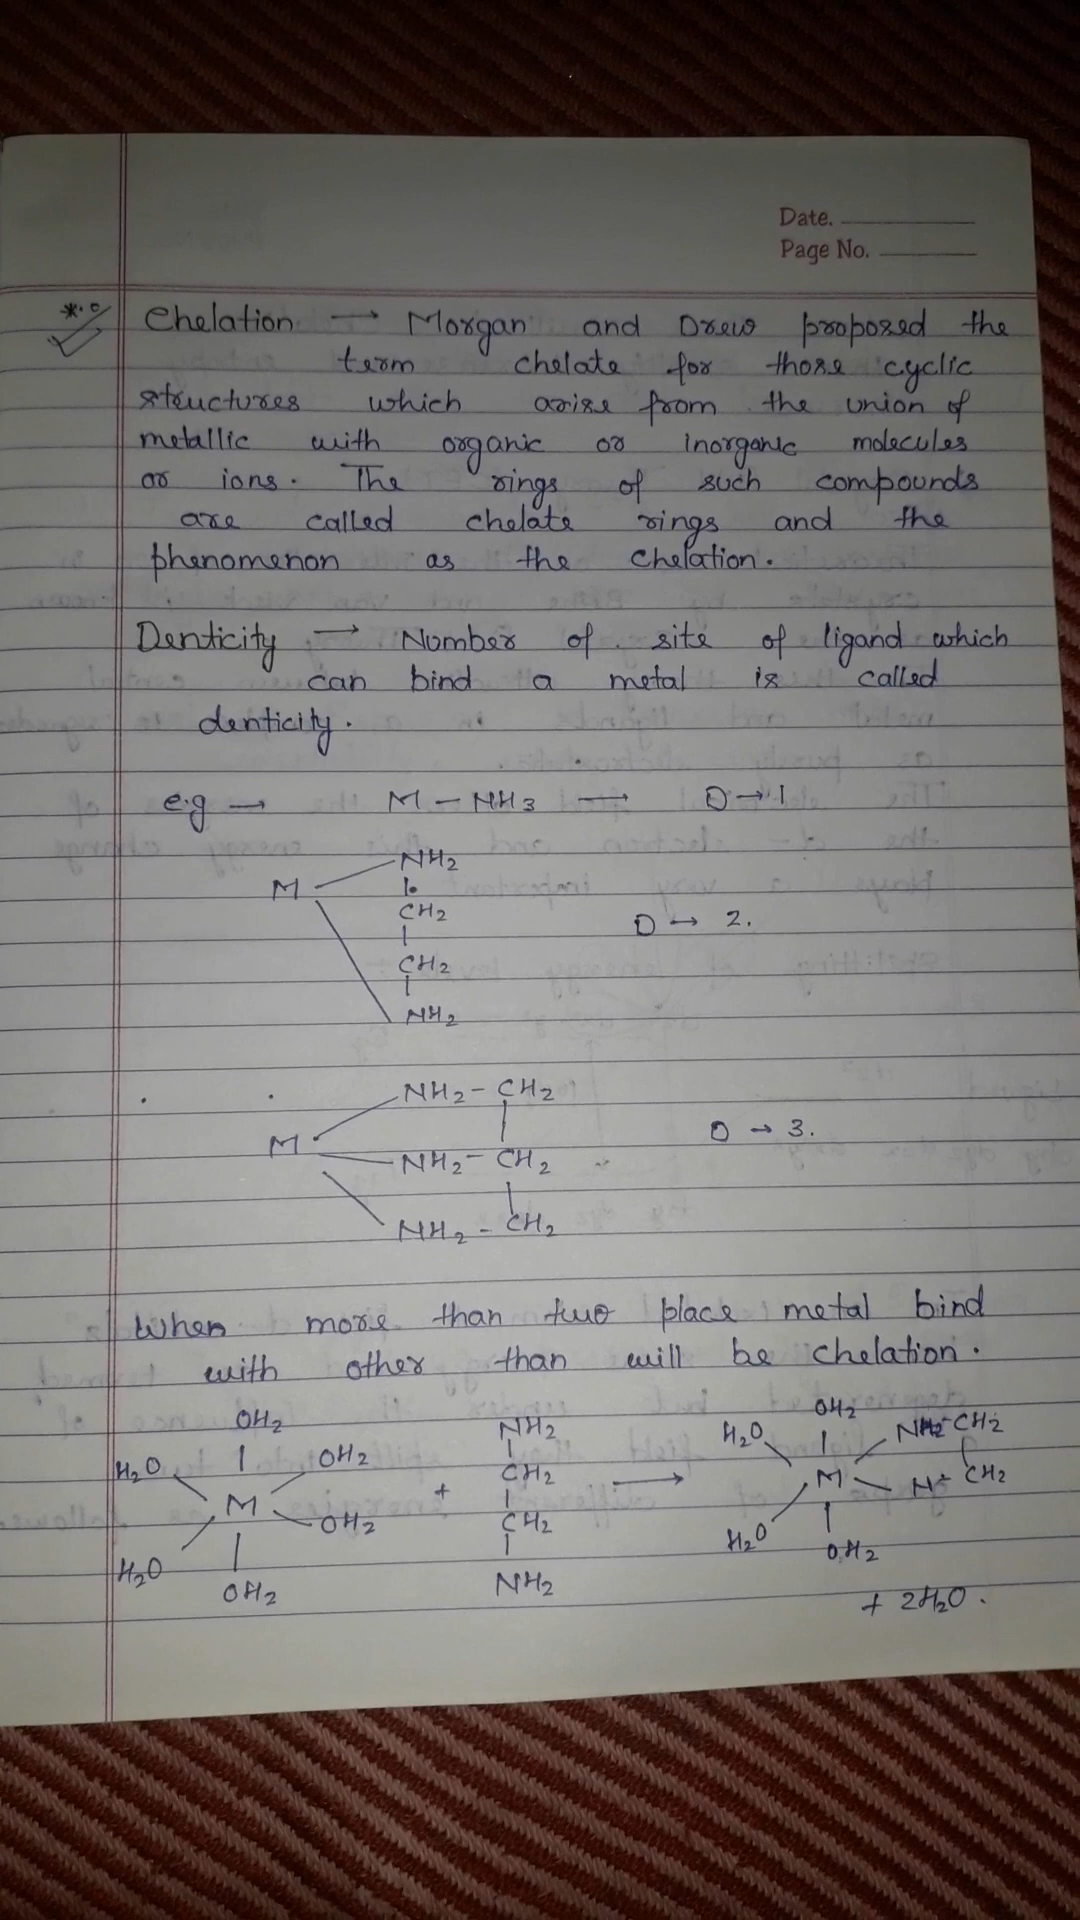 Date.
Page No.
Chelation → Morgan and Drew proposed the
term chelate for those cyclic
structures which arise from the union of
metallic with organic or inorganic molecules
or ions. The rings of such compounds
are called chelate rings and the
phenomenon as the chelation.
Denticity → Number of site of ligand which
can bind a metal is called
denticity.
e.g → M - NH3 → D → 1
NH2
M
CH2
D → 2.
CH2
NH2
NH2 - CH2
M D → 3.
NH2 - CH2
NH2 - CH2
When more than two place metal bind
with other than will be chelation.
OH2 NH2 H2O OH2 NH2 - CH2
H2O OH2 CH2 M CH2
M + →
OH2 CH2 H2O OH2
H2O OH2 NH2
+ 2H2O.